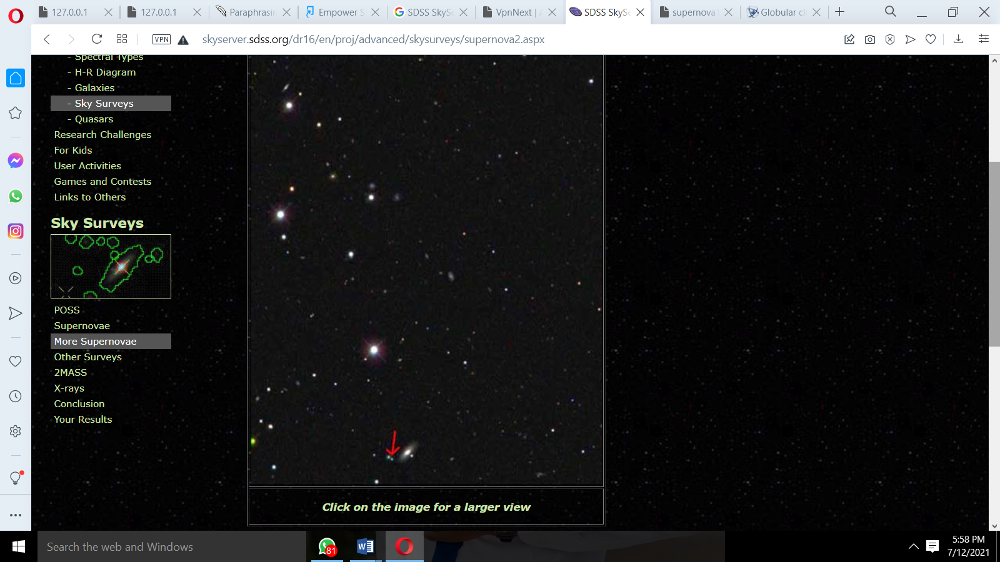 127.0.0.1
127.0.0.1
Paraphrasin
Empower S
SDSS SkySe
VpnNext | A
SDSS SkySe
supernova1
Globular cl
VPN
skyserver.sdss.org/dr16/en/proj/advanced/skysurveys/supernova2.aspx
- Spectral Types
- H-R Diagram
- Galaxies
- Sky Surveys
- Quasars
Research Challenges
For Kids
User Activities
Games and Contests
Links to Others
Sky Surveys
POSS
Supernovae
More Supernovae
Other Surveys
2MASS
X-rays
Conclusion
Your Results
Click on the image for a larger view
Search the web and Windows
81
5:58 PM
7/12/2021